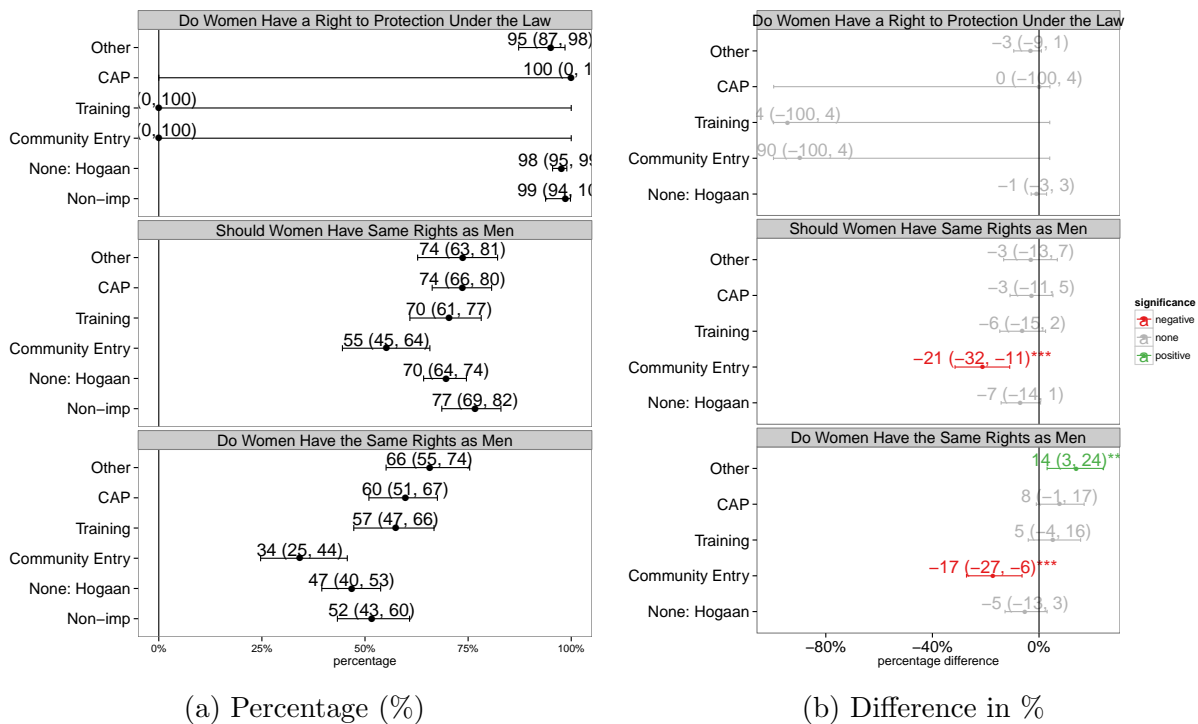 Do Women Have a Right to Protection Under the Law
Other
95 (87, 98)
CAP
100 (0, 1
Training
(0, 100)
Community Entry
(0, 100)
None: Hogaan
98 (95, 99
Non−imp
99 (94, 10
Should Women Have Same Rights as Men
Other
74 (63, 81)
CAP
74 (66, 80)
Training
70 (61, 77)
Community Entry
55 (45, 64)
None: Hogaan
70 (64, 74)
Non−imp
77 (69, 82)
Do Women Have the Same Rights as Men
Other
66 (55, 74)
CAP
60 (51, 67)
Training
57 (47, 66)
Community Entry
34 (25, 44)
None: Hogaan
47 (40, 53)
Non−imp
52 (43, 60)
0% 25% 50% 75% 100%
percentage
(a) Percentage (%)
Do Women Have a Right to Protection Under the Law
Other
−3 (−9, 1)
CAP
0 (−100, 4)
Training
4 (−100, 4)
Community Entry
90 (−100, 4)
None: Hogaan
−1 (−3, 3)
Should Women Have Same Rights as Men
Other
−3 (−13, 7)
CAP
−3 (−11, 5)
Training
−6 (−15, 2)
Community Entry
−21 (−32, −11)***
None: Hogaan
−7 (−14, 1)
Do Women Have the Same Rights as Men
Other
14 (3, 24)**
CAP
8 (−1, 17)
Training
5 (−4, 16)
Community Entry
−17 (−27, −6)***
None: Hogaan
−5 (−13, 3)
−80% −40% 0%
percentage difference
significance
a negative
a none
a positive
(b) Difference in %